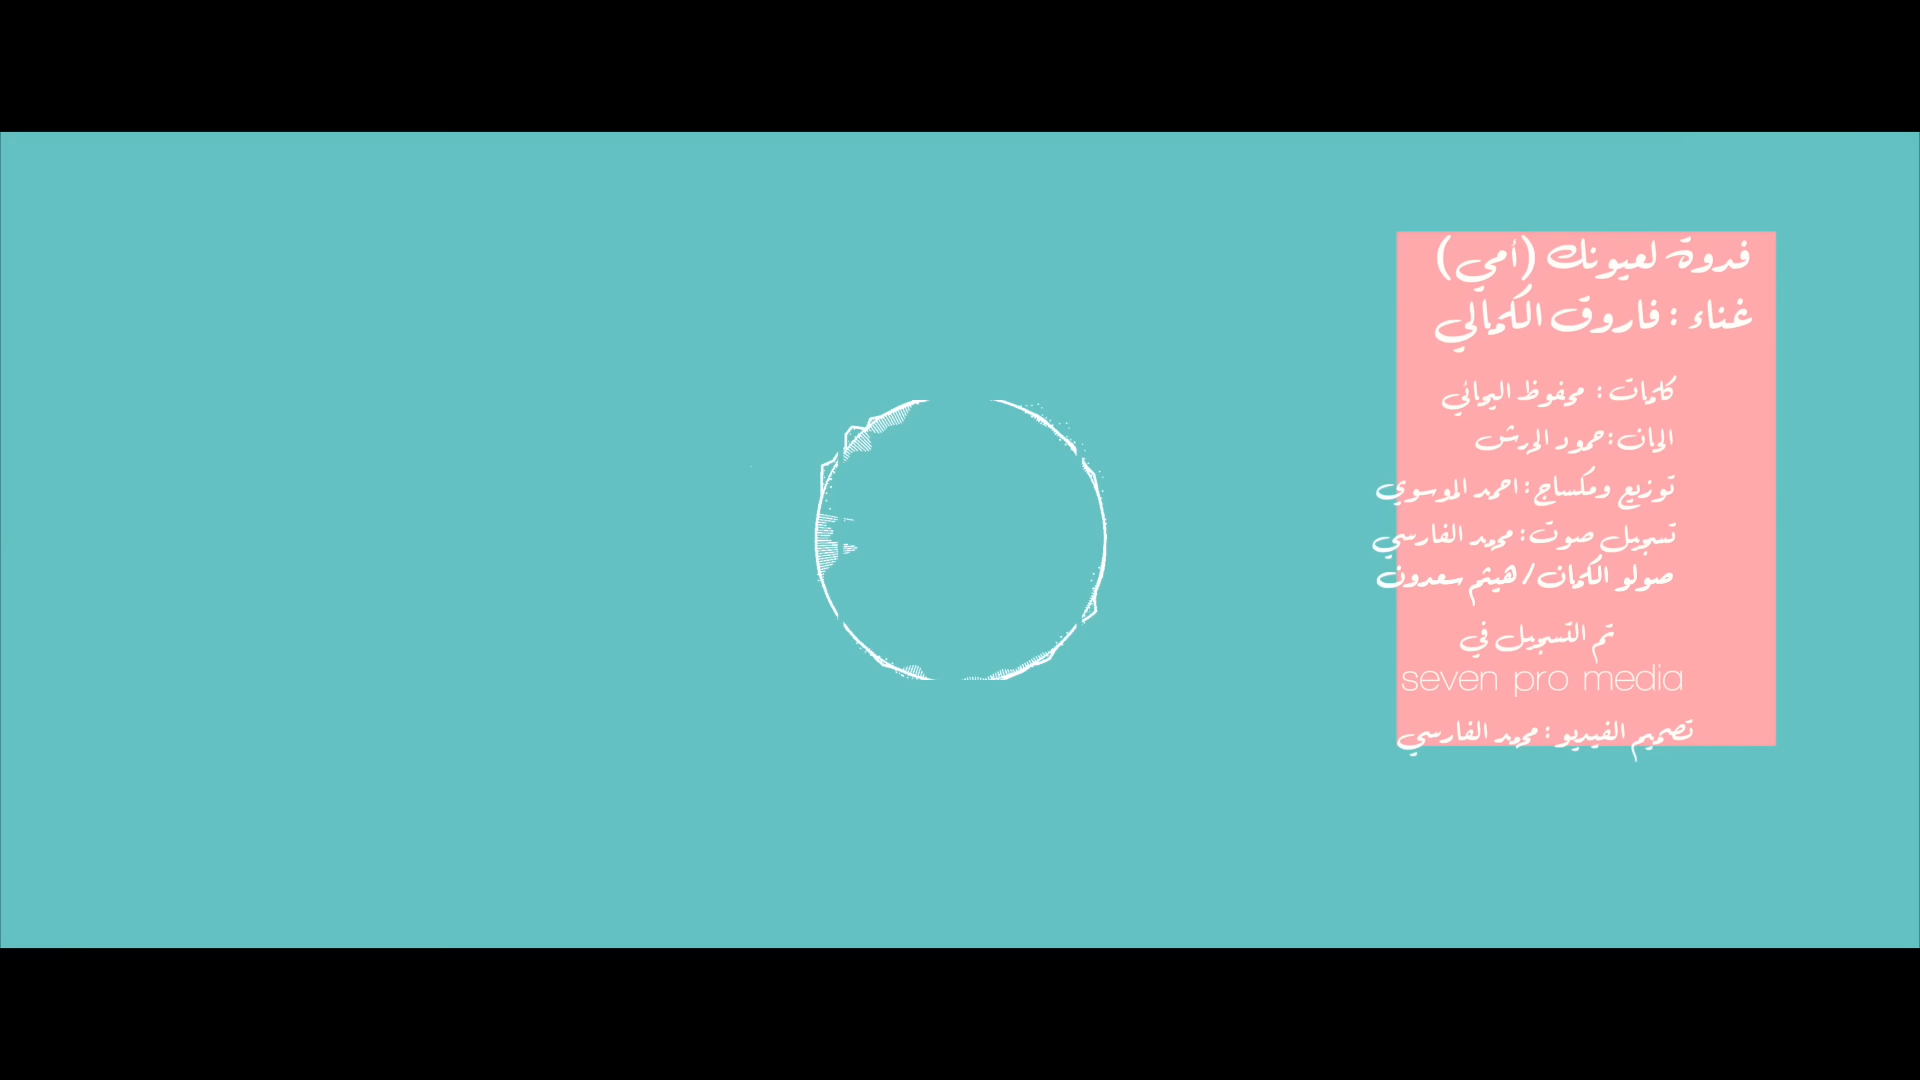 فدوة لعيونك (أمي)
غناء : فاروق الكمالي
كلمات : محفوظ اليحائي
الحان :حمود الحرش
توزيع ومكساج : احمد الموسوي
تسجيل صوت : محمد الفارسي
صولو الكمان / هيثم سعدون
تم التسجيل في
seven pro media
تصميم الفيديو : محمد الفارسي